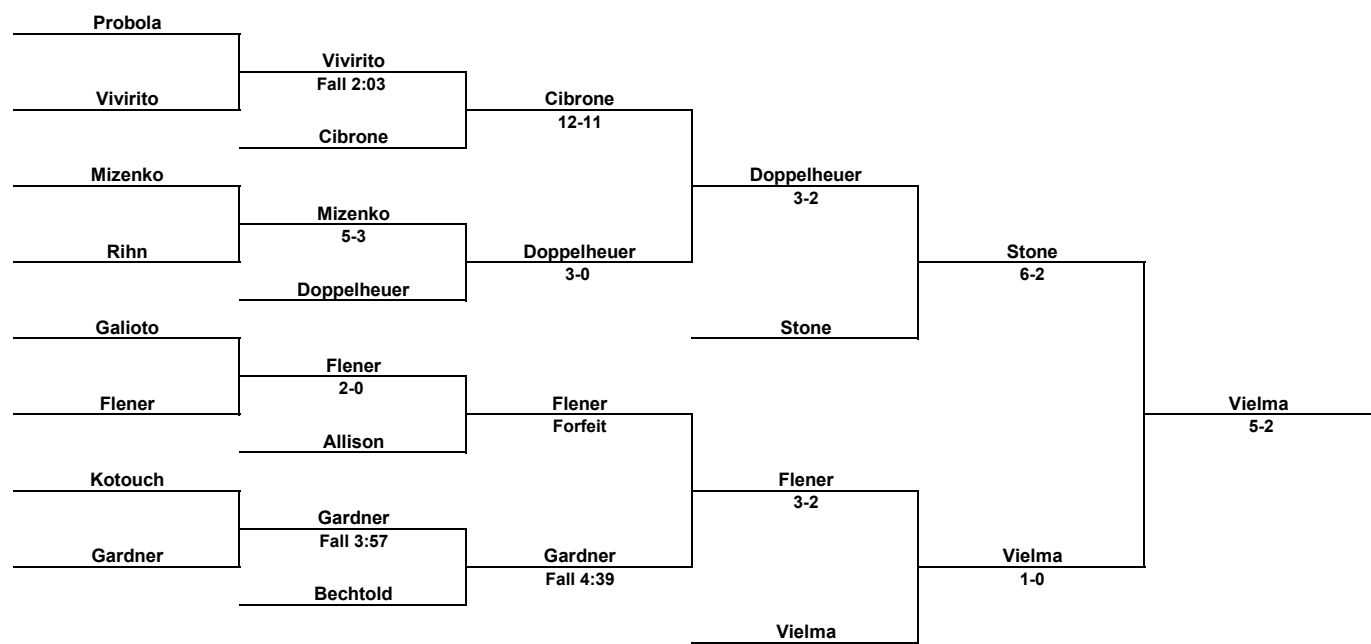 Probola
Vivirito
Fall 2:03
Vivirito
Cibrone
12-11
Cibrone
Mizenko
Doppelheuer
3-2
Mizenko
5-3
Rihn
Doppelheuer
3-0
Stone
6-2
Doppelheuer
Galioto
Stone
Flener
2-0
Flener
Flener
Forfeit
Vielma
5-2
Allison
Kotouch
Flener
3-2
Gardner
Fall 3:57
Gardner
Gardner
Fall 4:39
Vielma
1-0
Bechtold
Vielma